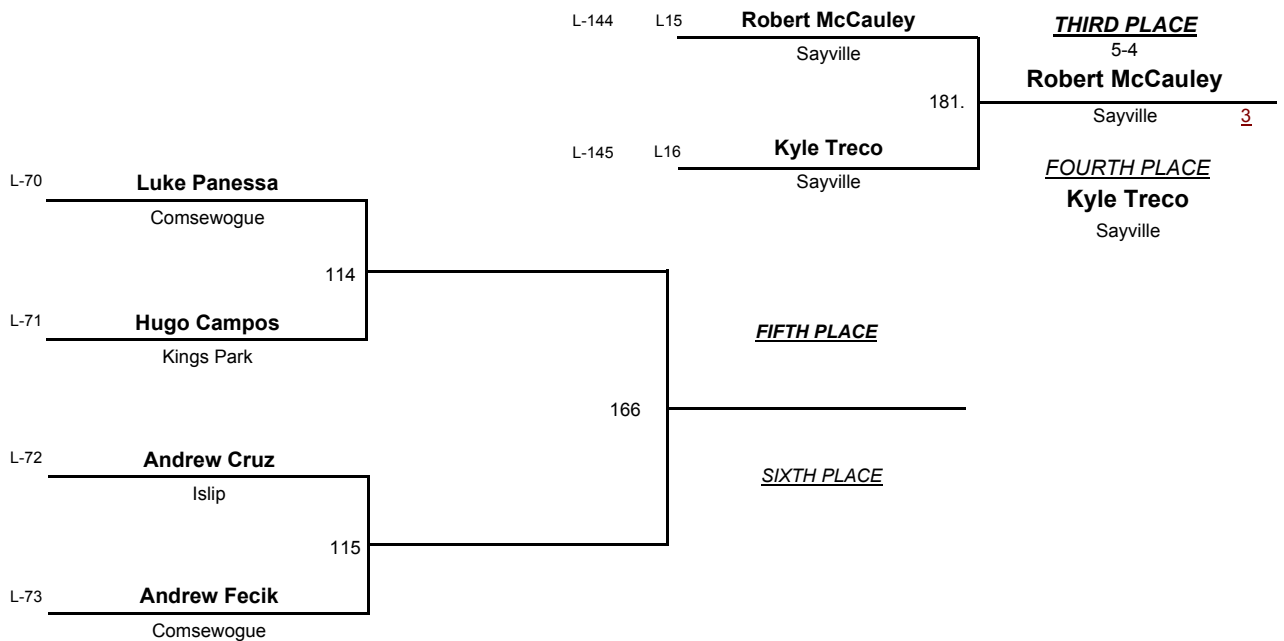 L-144 L15 Robert McCauley THIRD PLACE
Sayville 5-4
Robert McCauley
181.
Sayville 3
L-145 L16 Kyle Treco
Sayville FOURTH PLACE
Kyle Treco
Sayville
L-70 Luke Panessa
Comsewogue
114
L-71 Hugo Campos
Kings Park
FIFTH PLACE
166
L-72 Andrew Cruz
Islip
SIXTH PLACE
115
L-73 Andrew Fecik
Comsewogue